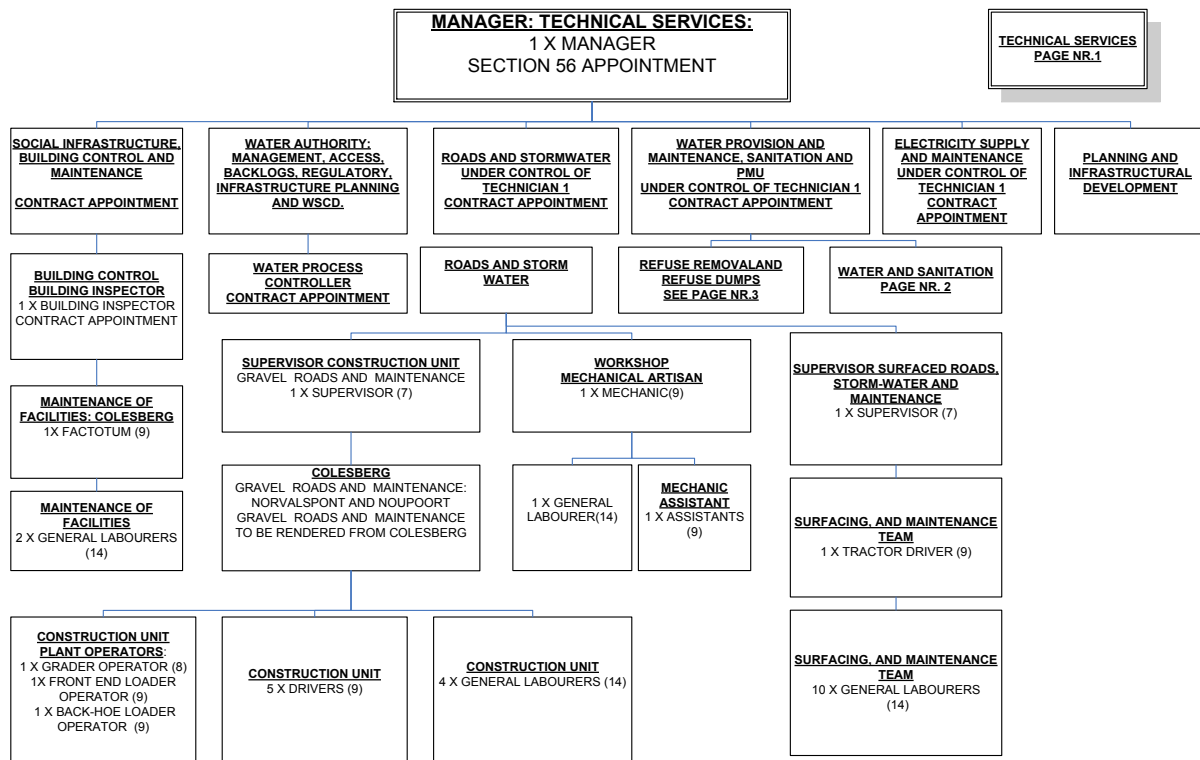 MANAGER: TECHNICAL SERVICES:
1 X MANAGER
SECTION 56 APPOINTMENT
TECHNICAL SERVICES
PAGE NR.1
SOCIAL INFRASTRUCTURE,
BUILDING CONTROL AND
MAINTENANCE
CONTRACT APPOINTMENT
WATER AUTHORITY:
MANAGEMENT, ACCESS,
BACKLOGS, REGULATORY,
INFRASTRUCTURE PLANNING
AND WSCD.
ROADS AND STORMWATER
UNDER CONTROL OF
TECHNICIAN 1
CONTRACT APPOINTMENT
WATER PROVISION AND
MAINTENANCE, SANITATION AND
PMU
UNDER CONTROL OF TECHNICIAN 1
CONTRACT APPOINTMENT
ELECTRICITY SUPPLY
AND MAINTENANCE
UNDER CONTROL OF
TECHNICIAN 1
CONTRACT
APPOINTMENT
PLANNING AND
INFRASTRUCTURAL
DEVELOPMENT
BUILDING CONTROL
BUILDING INSPECTOR
1 X BUILDING INSPECTOR
CONTRACT APPOINTMENT
WATER PROCESS
CONTROLLER
CONTRACT APPOINTMENT
ROADS AND STORM
WATER
REFUSE REMOVALAND
REFUSE DUMPS
SEE PAGE NR.3
WATER AND SANITATION
PAGE NR. 2
SUPERVISOR CONSTRUCTION UNIT
GRAVEL ROADS AND MAINTENANCE
1 X SUPERVISOR (7)
WORKSHOP
MECHANICAL ARTISAN
1 X MECHANIC(9)
SUPERVISOR SURFACED ROADS,
STORM-WATER AND
MAINTENANCE
1 X SUPERVISOR (7)
MAINTENANCE OF
FACILITIES: COLESBERG
1X FACTOTUM (9)
COLESBERG
GRAVEL ROADS AND MAINTENANCE:
NORVALSPONT AND NOUPOORT
GRAVEL ROADS AND MAINTENANCE
TO BE RENDERED FROM COLESBERG
1 X GENERAL
LABOURER(14)
MECHANIC
ASSISTANT
1 X ASSISTANTS
(9)
MAINTENANCE OF
FACILITIES
2 X GENERAL LABOURERS
(14)
SURFACING, AND MAINTENANCE
TEAM
1 X TRACTOR DRIVER (9)
CONSTRUCTION UNIT
PLANT OPERATORS:
1 X GRADER OPERATOR (8)
1X FRONT END LOADER
OPERATOR (9)
1 X BACK-HOE LOADER
OPERATOR (9)
CONSTRUCTION UNIT
5 X DRIVERS (9)
CONSTRUCTION UNIT
4 X GENERAL LABOURERS (14)
SURFACING, AND MAINTENANCE
TEAM
10 X GENERAL LABOURERS
(14)